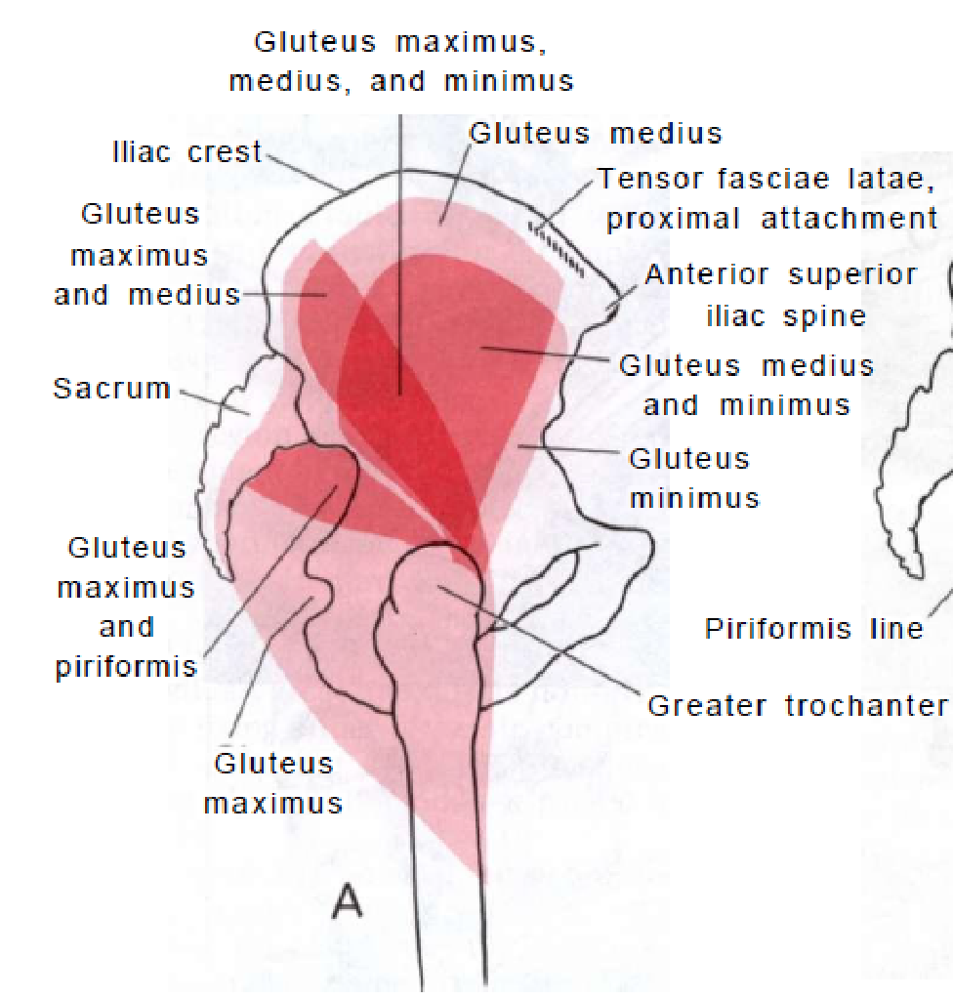 Gluteus maximus,
medius, and minimus
Gluteus medius
Iliac crest
Tensor fasciae latae,
proximal attachment
Gluteus
maximus
and medius
Anterior superior
iliac spine
Gluteus medius
and minimus
Sacrum
Gluteus
minimus
Gluteus
maximus
and
piriformis
Piriformis line
Greater trochanter
Gluteus
maximus
A